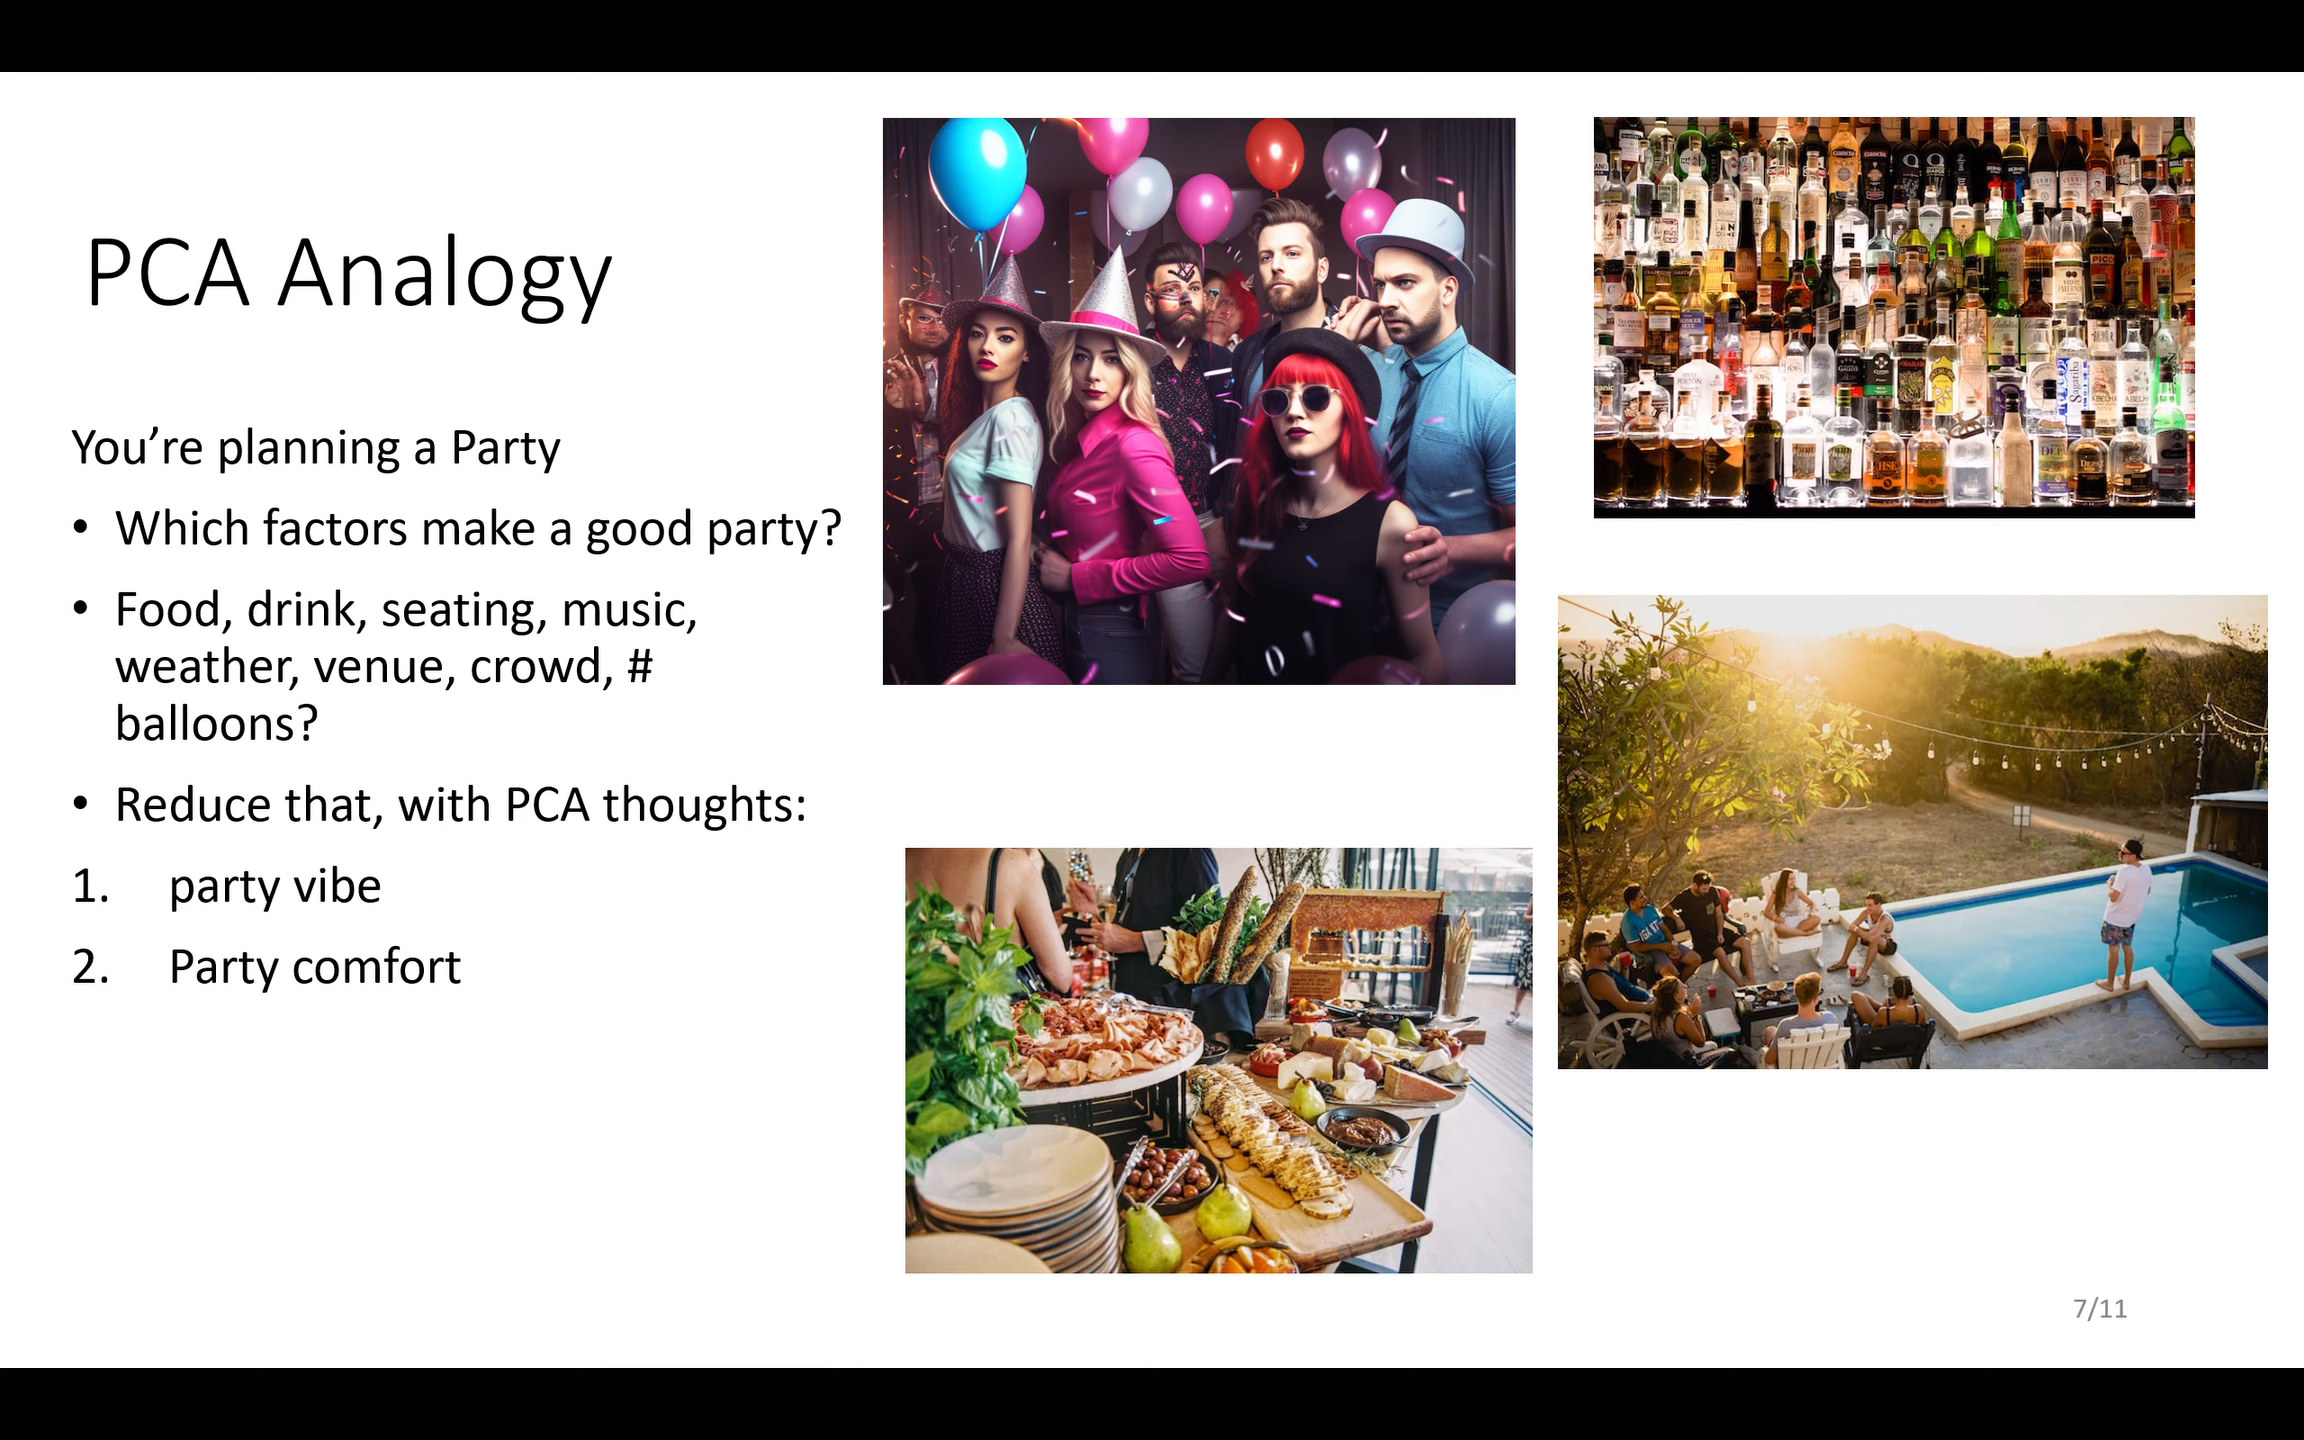 PCA Analogy
You’re planning a Party
• Which factors make a good party?
• Food, drink, seating, music,
weather, venue, crowd, #
balloons?
• Reduce that, with PCA thoughts:
1. party vibe
2. Party comfort
7/11